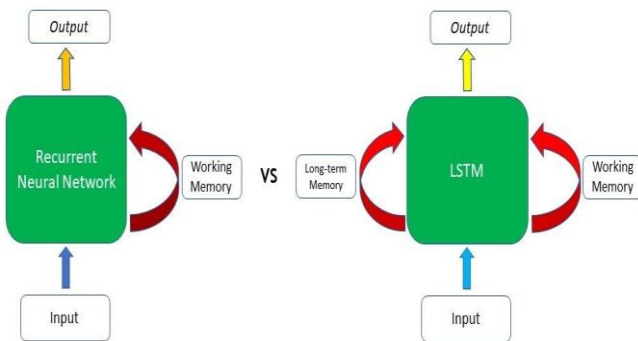 Output
Recurrent
Neural Network
Working
Memory
Input
VS
Output
Long-term
Memory
LSTM
Working
Memory
Input